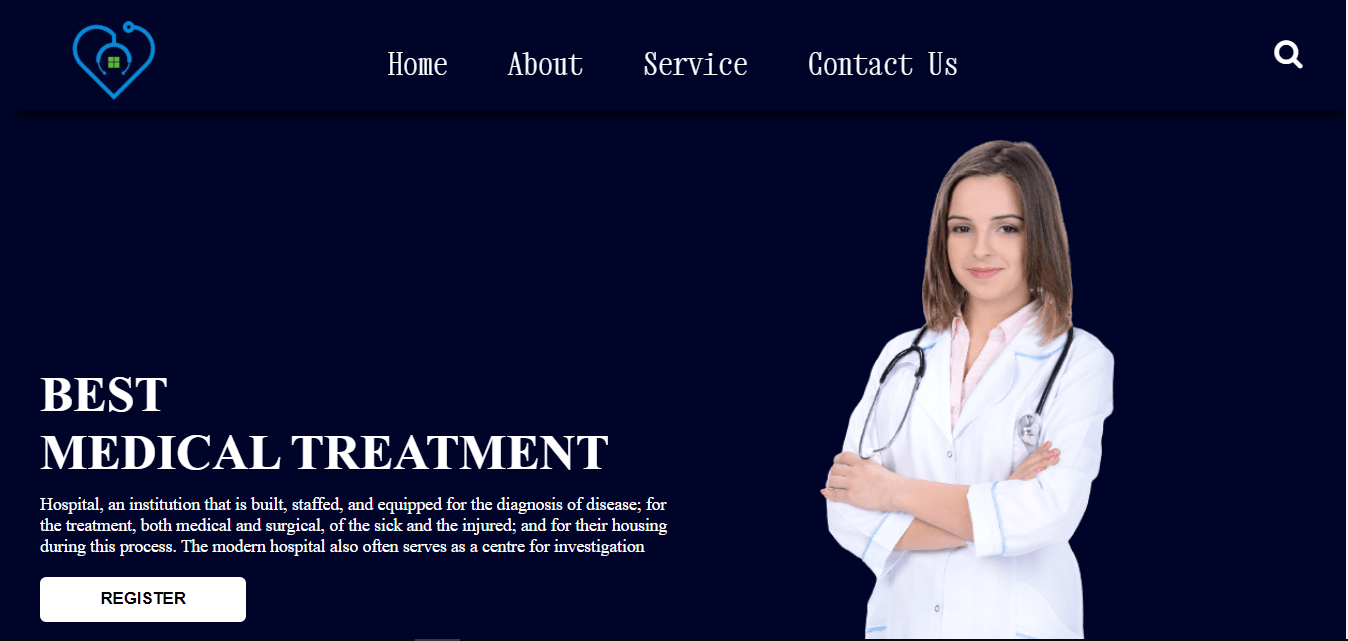 Home About Service Contact Us
BEST
MEDICAL TREATMENT
Hospital, an institution that is built, staffed, and equipped for the diagnosis of disease; for
the treatment, both medical and surgical, of the sick and the injured; and for their housing
during this process. The modern hospital also often serves as a centre for investigation
REGISTER